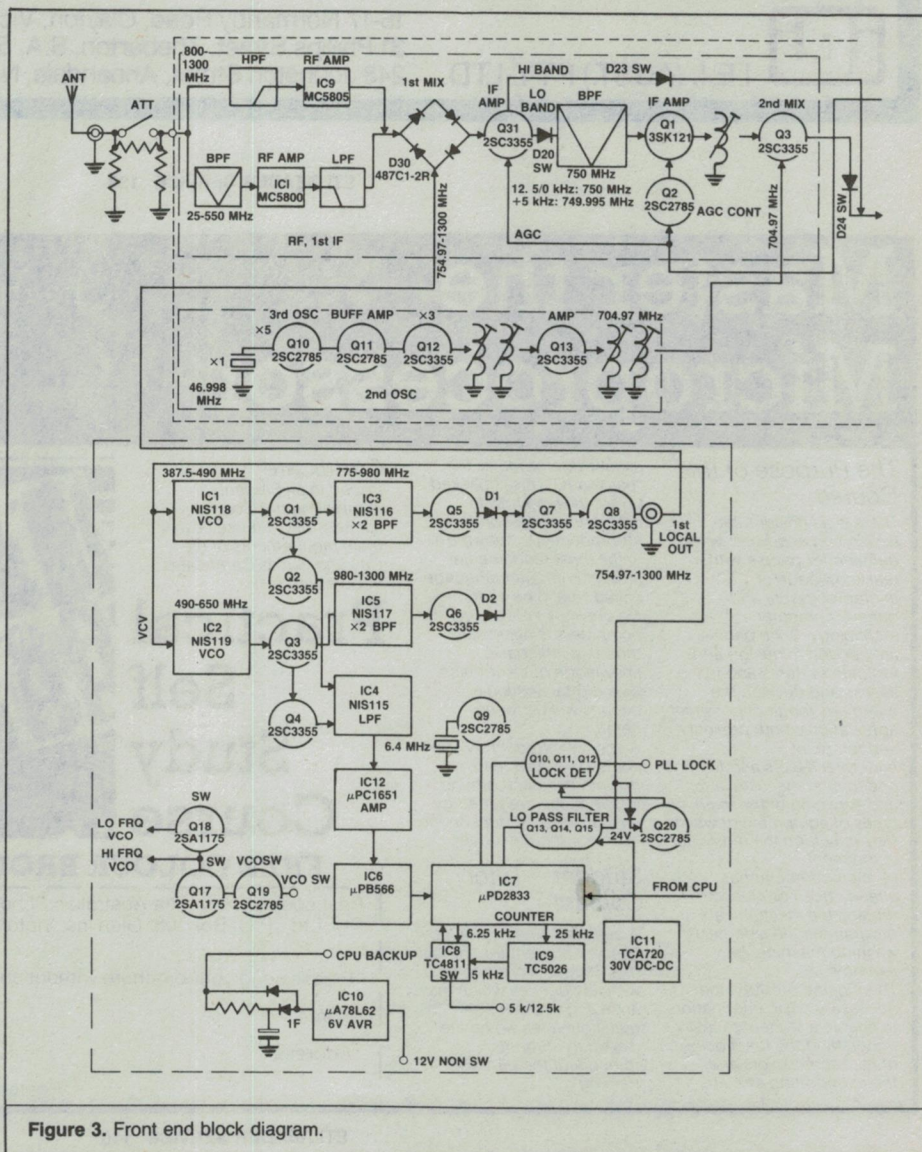 800-
1300
MHz
HPF
RF AMP
IC9
MC5805
1st MIX
ANT
ATT
D30
487C1-2R
BPF
25-550 MHz
RF AMP
ICI
MC5800
LPF
RF, 1st IF
754.97-1300 MHz
IF
AMP
Q31
2SC3355
HI BAND
D23 SW
LO
BAND
D20
SW
BPF
750 MHz
12. 5/0 kHz: 750 MHz
+5 kHz: 749.995 MHz
IF AMP
Q1
3SK121
Q2
2SC2785
AGC CONT
AGC
2nd MIX
Q3
2SC3355
704.97 MHz
D24 SW
×5
×1
46.998
MHz
3rd OSC
Q10
2SC2785
BUFF AMP
Q11
2SC2785
×3
Q12
2SC3355
2nd OSC
AMP
Q13
2SC3355
704.97 MHz
387.5-490 MHz
IC1
NIS118
VCO
Q1
2SC3355
775-980 MHz
IC3
NIS116
×2 BPF
Q5
2SC3355
D1
Q7
2SC3355
Q8
2SC3355
1st
LOCAL
OUT
754.97-1300 MHz
Q2
2SC3355
VCV
490-650 MHz
IC2
NIS119
VCO
Q3
2SC3355
980-1300 MHz
IC5
NIS117
×2 BPF
Q6
2SC3355
D2
Q4
2SC3355
IC4
NIS115
LPF
6.4 MHz
Q9
2SC2785
Q10, Q11, Q12
LOCK DET
PLL LOCK
IC12
μPC1651
AMP
LO PASS FILTER
Q13, Q14, Q15
24V
Q20
2SC2785
SW
LO FRQ
VCO
Q18
2SA1175
HI FRQ
VCO
SW
Q17
2SA1175
VCOSW
Q19
2SC2785
VCO SW
IC6
μPB566
IC7
μPD2833
COUNTER
FROM CPU
6.25 kHz
25 kHz
IC8
TC4811
SW
5 kHz
IC9
TC5026
IC11
TCA720
30V DC-DC
5 k/12.5k
CPU BACKUP
1F
IC10
μA78L62
6V AVR
12V NON SW
Figure 3. Front end block diagram.